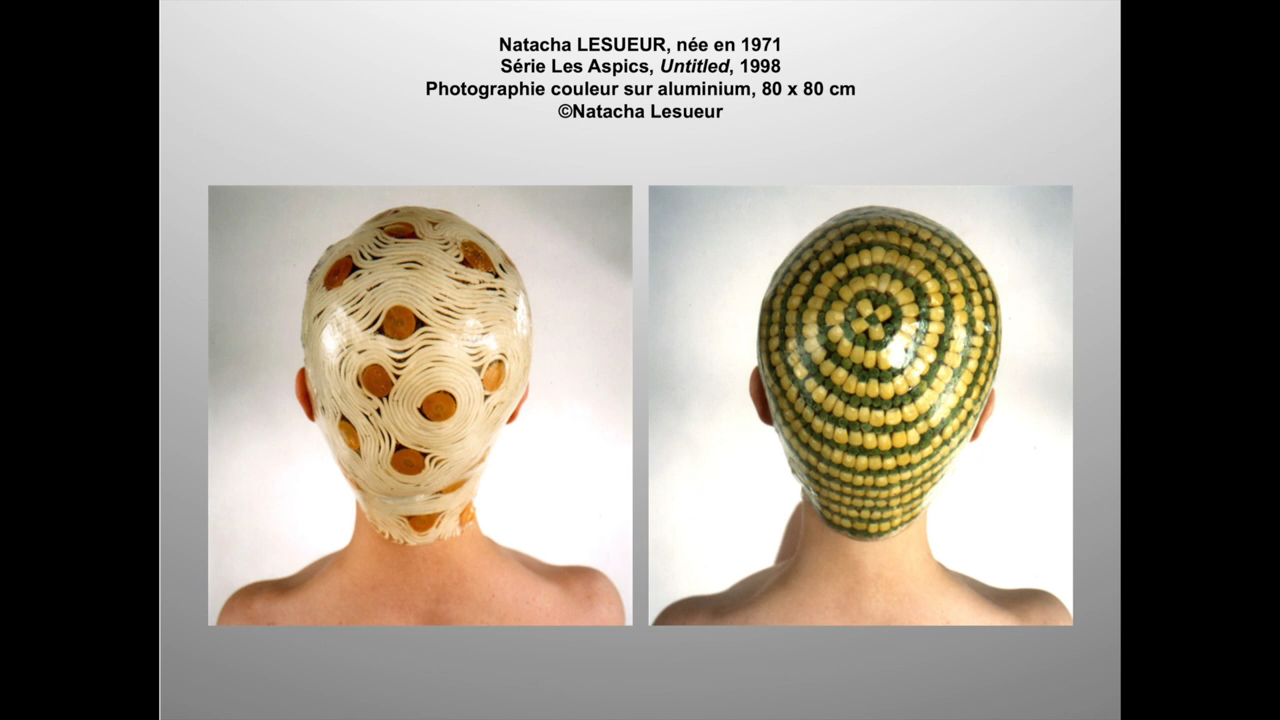 Natacha LESUEUR, née en 1971
Série Les Aspics, Untitled, 1998
Photographie couleur sur aluminium, 80 x 80 cm
©Natacha Lesueur